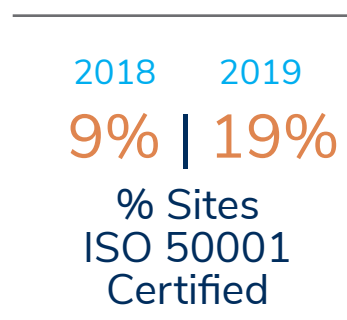 2018 2019
9% | 19%
% Sites
ISO 50001
Certified